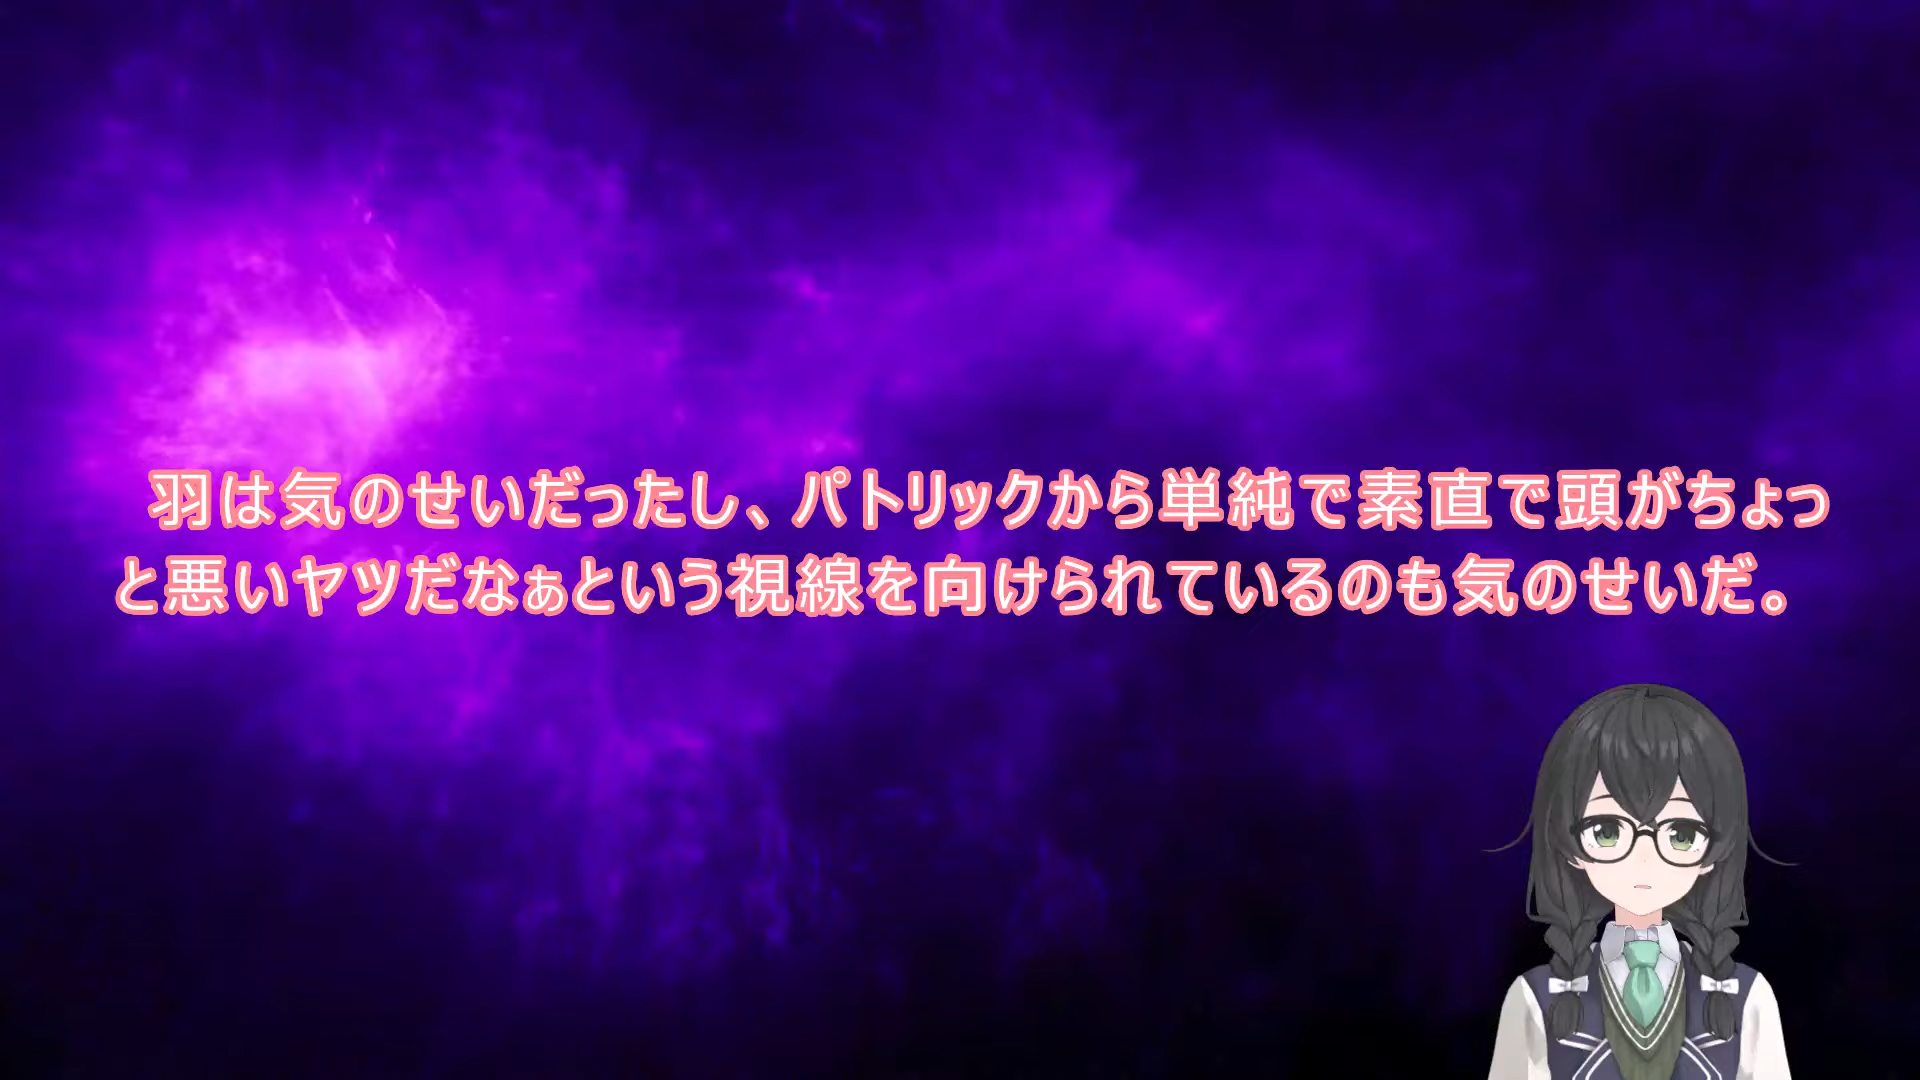 羽は気のせいだったし、パトリックから単純で素直で頭がちょっ
と悪いヤツだなぁという視線を向けられているのも気のせいだ。